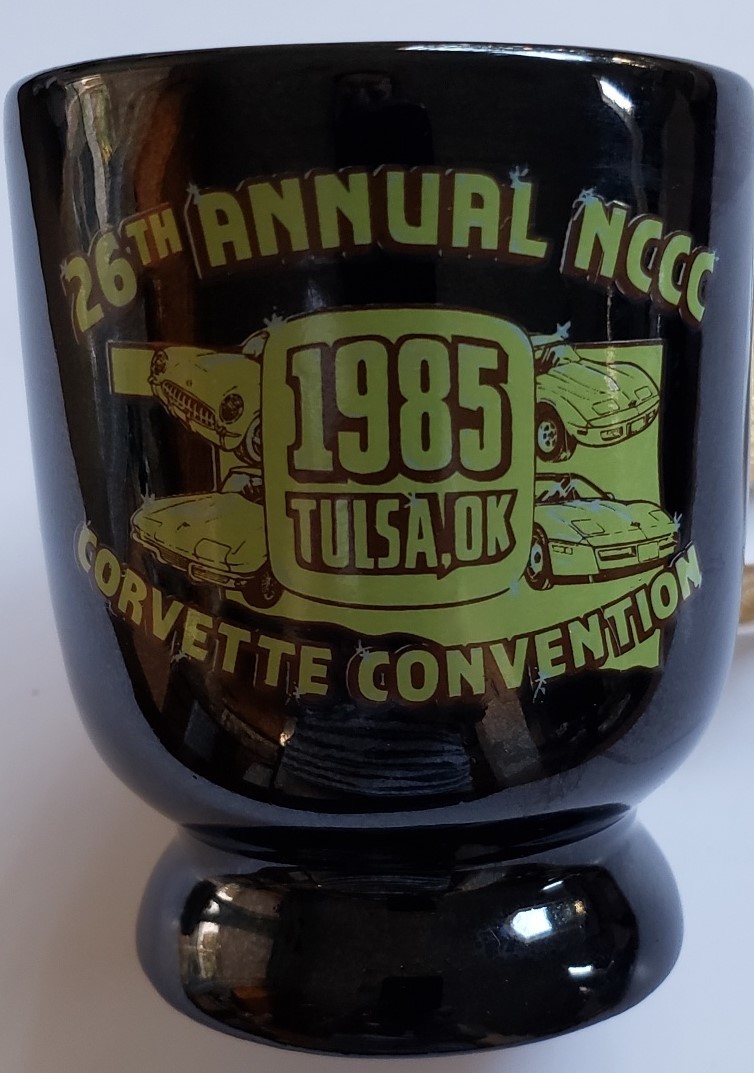 26TH ANNUAL NCCC
1985
TULSA, OK
CORVETTE CONVENTION